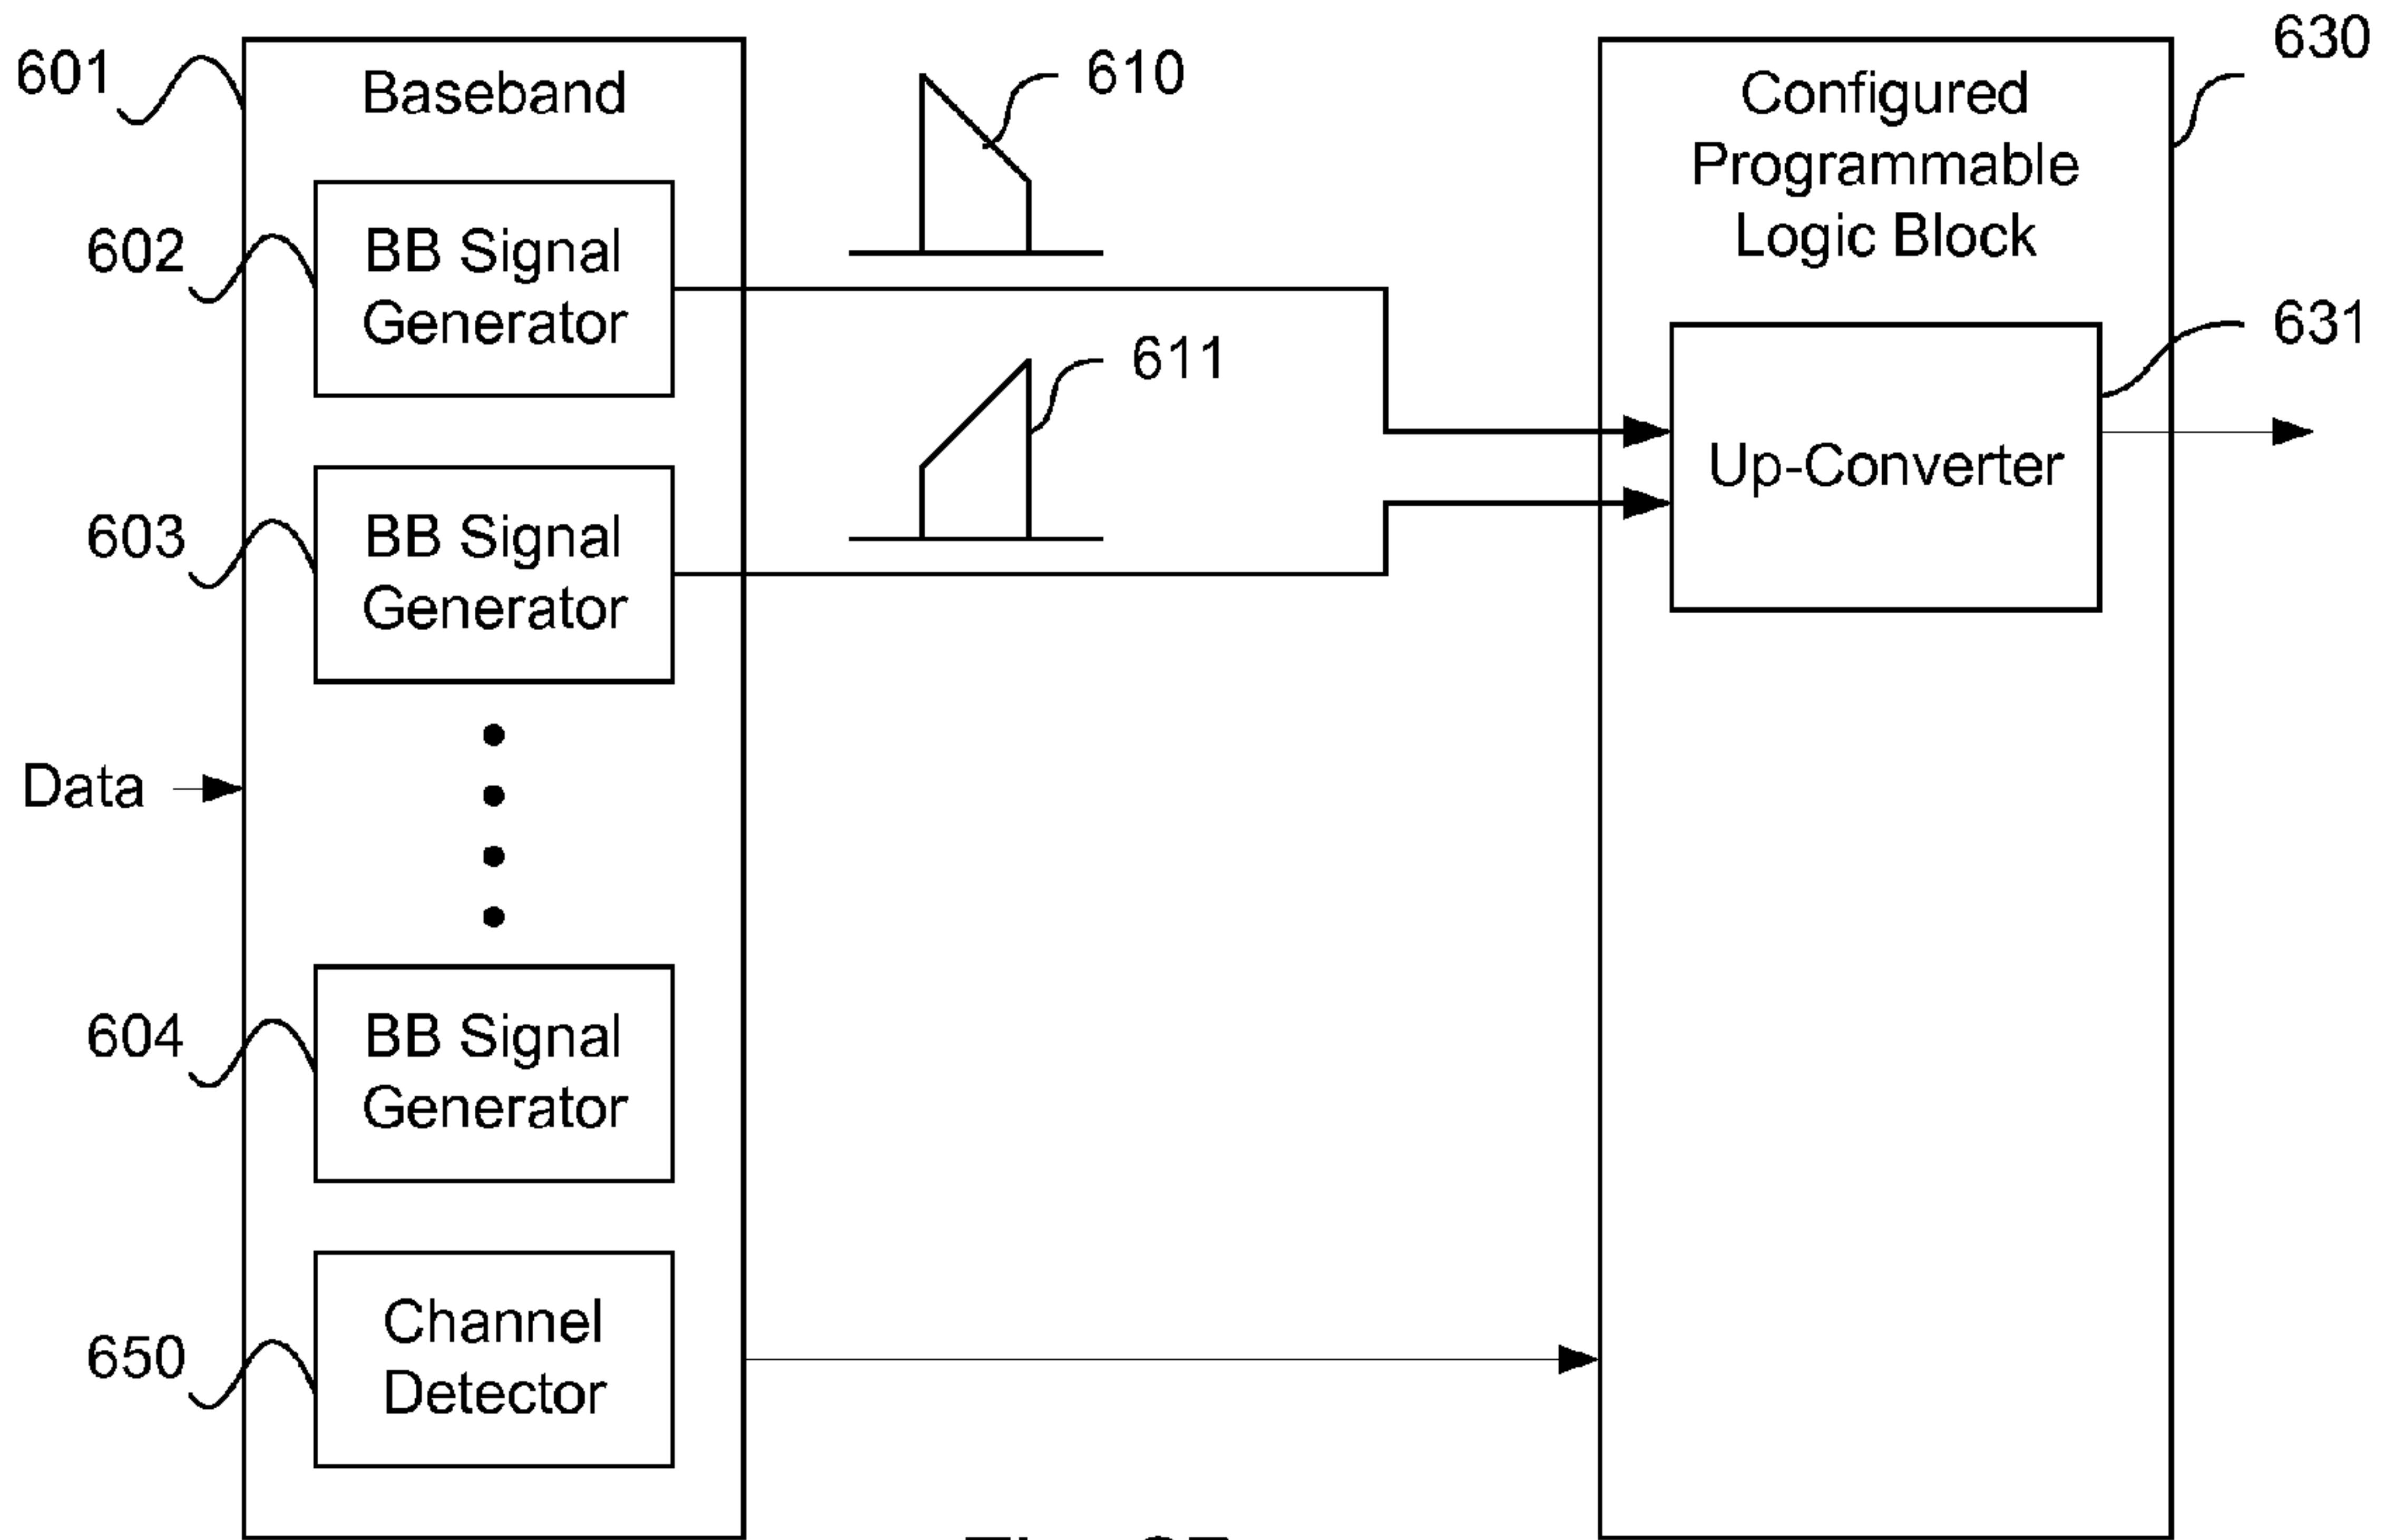 601
Baseband
610
Configured
Programmable
Logic Block
630
602
BB Signal
Generator
611
631
Up-Converter
603
BB Signal
Generator
Data
604
BB Signal
Generator
650
Channel
Detector